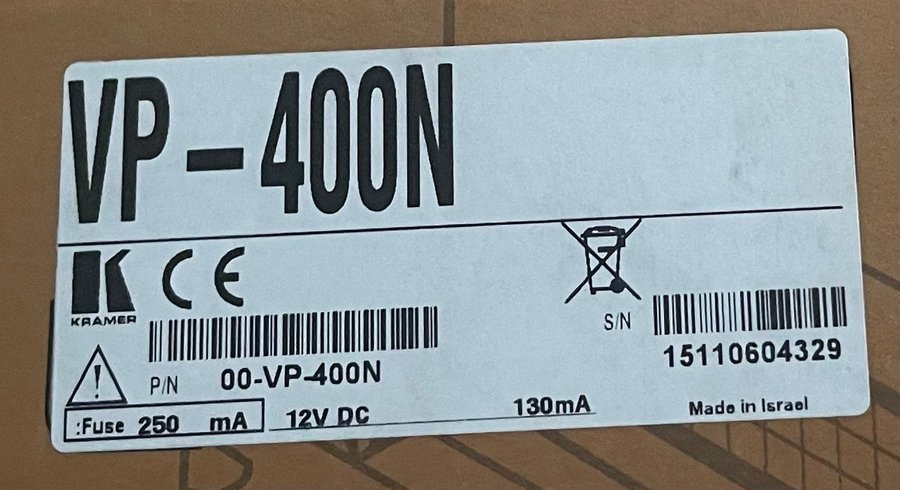 VP-400N
KRAMER
CE
S/N
15110604329
P/N 00-VP-400N
:Fuse 250 mA 12V DC 130mA Made in Israel